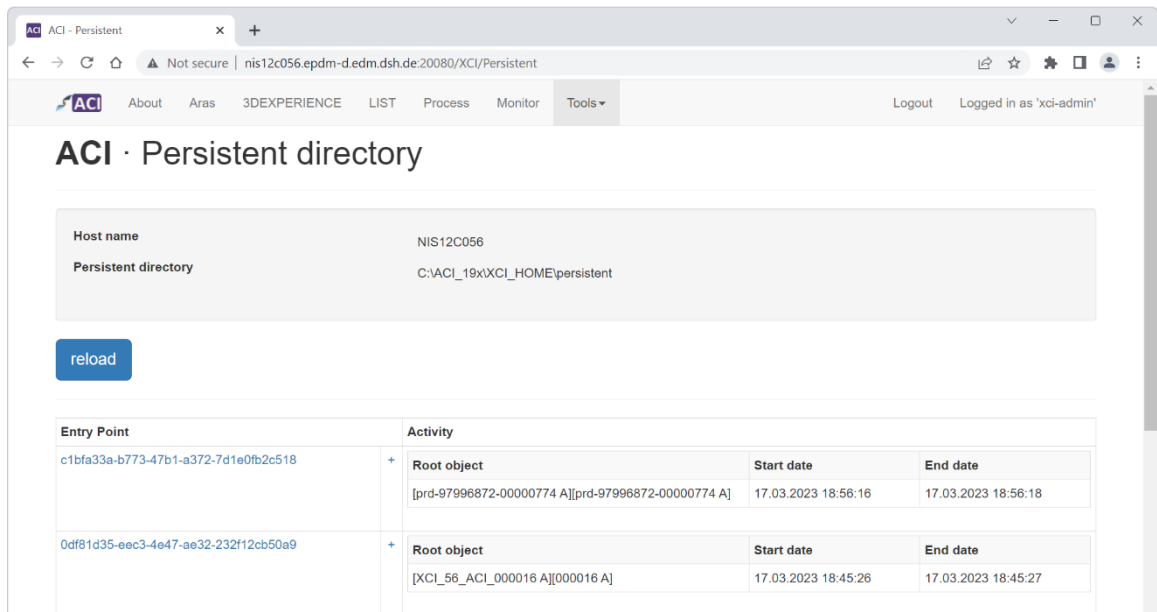 ACI ACI - Persistent
Not secure | nis12c056.epdm-d.edm.dsh.de:20080/XCI/Persistent
ACI About Aras 3DEXPERIENCE LIST Process Monitor Tools Logout Logged in as 'xci-admin'
ACI · Persistent directory
Host name NIS12C056
Persistent directory C:\ACI_19x\XCI_HOME\persistent
reload
Entry Point Activity
c1bfa33a-b773-47b1-a372-7d1e0fb2c518 + Root object Start date End date
[prd-97996872-00000774 A][prd-97996872-00000774 A] 17.03.2023 18:56:16 17.03.2023 18:56:18
0df81d35-eec3-4e47-ae32-232f12cb50a9 + Root object Start date End date
[XCI_56_ACI_000016 A][000016 A] 17.03.2023 18:45:26 17.03.2023 18:45:27